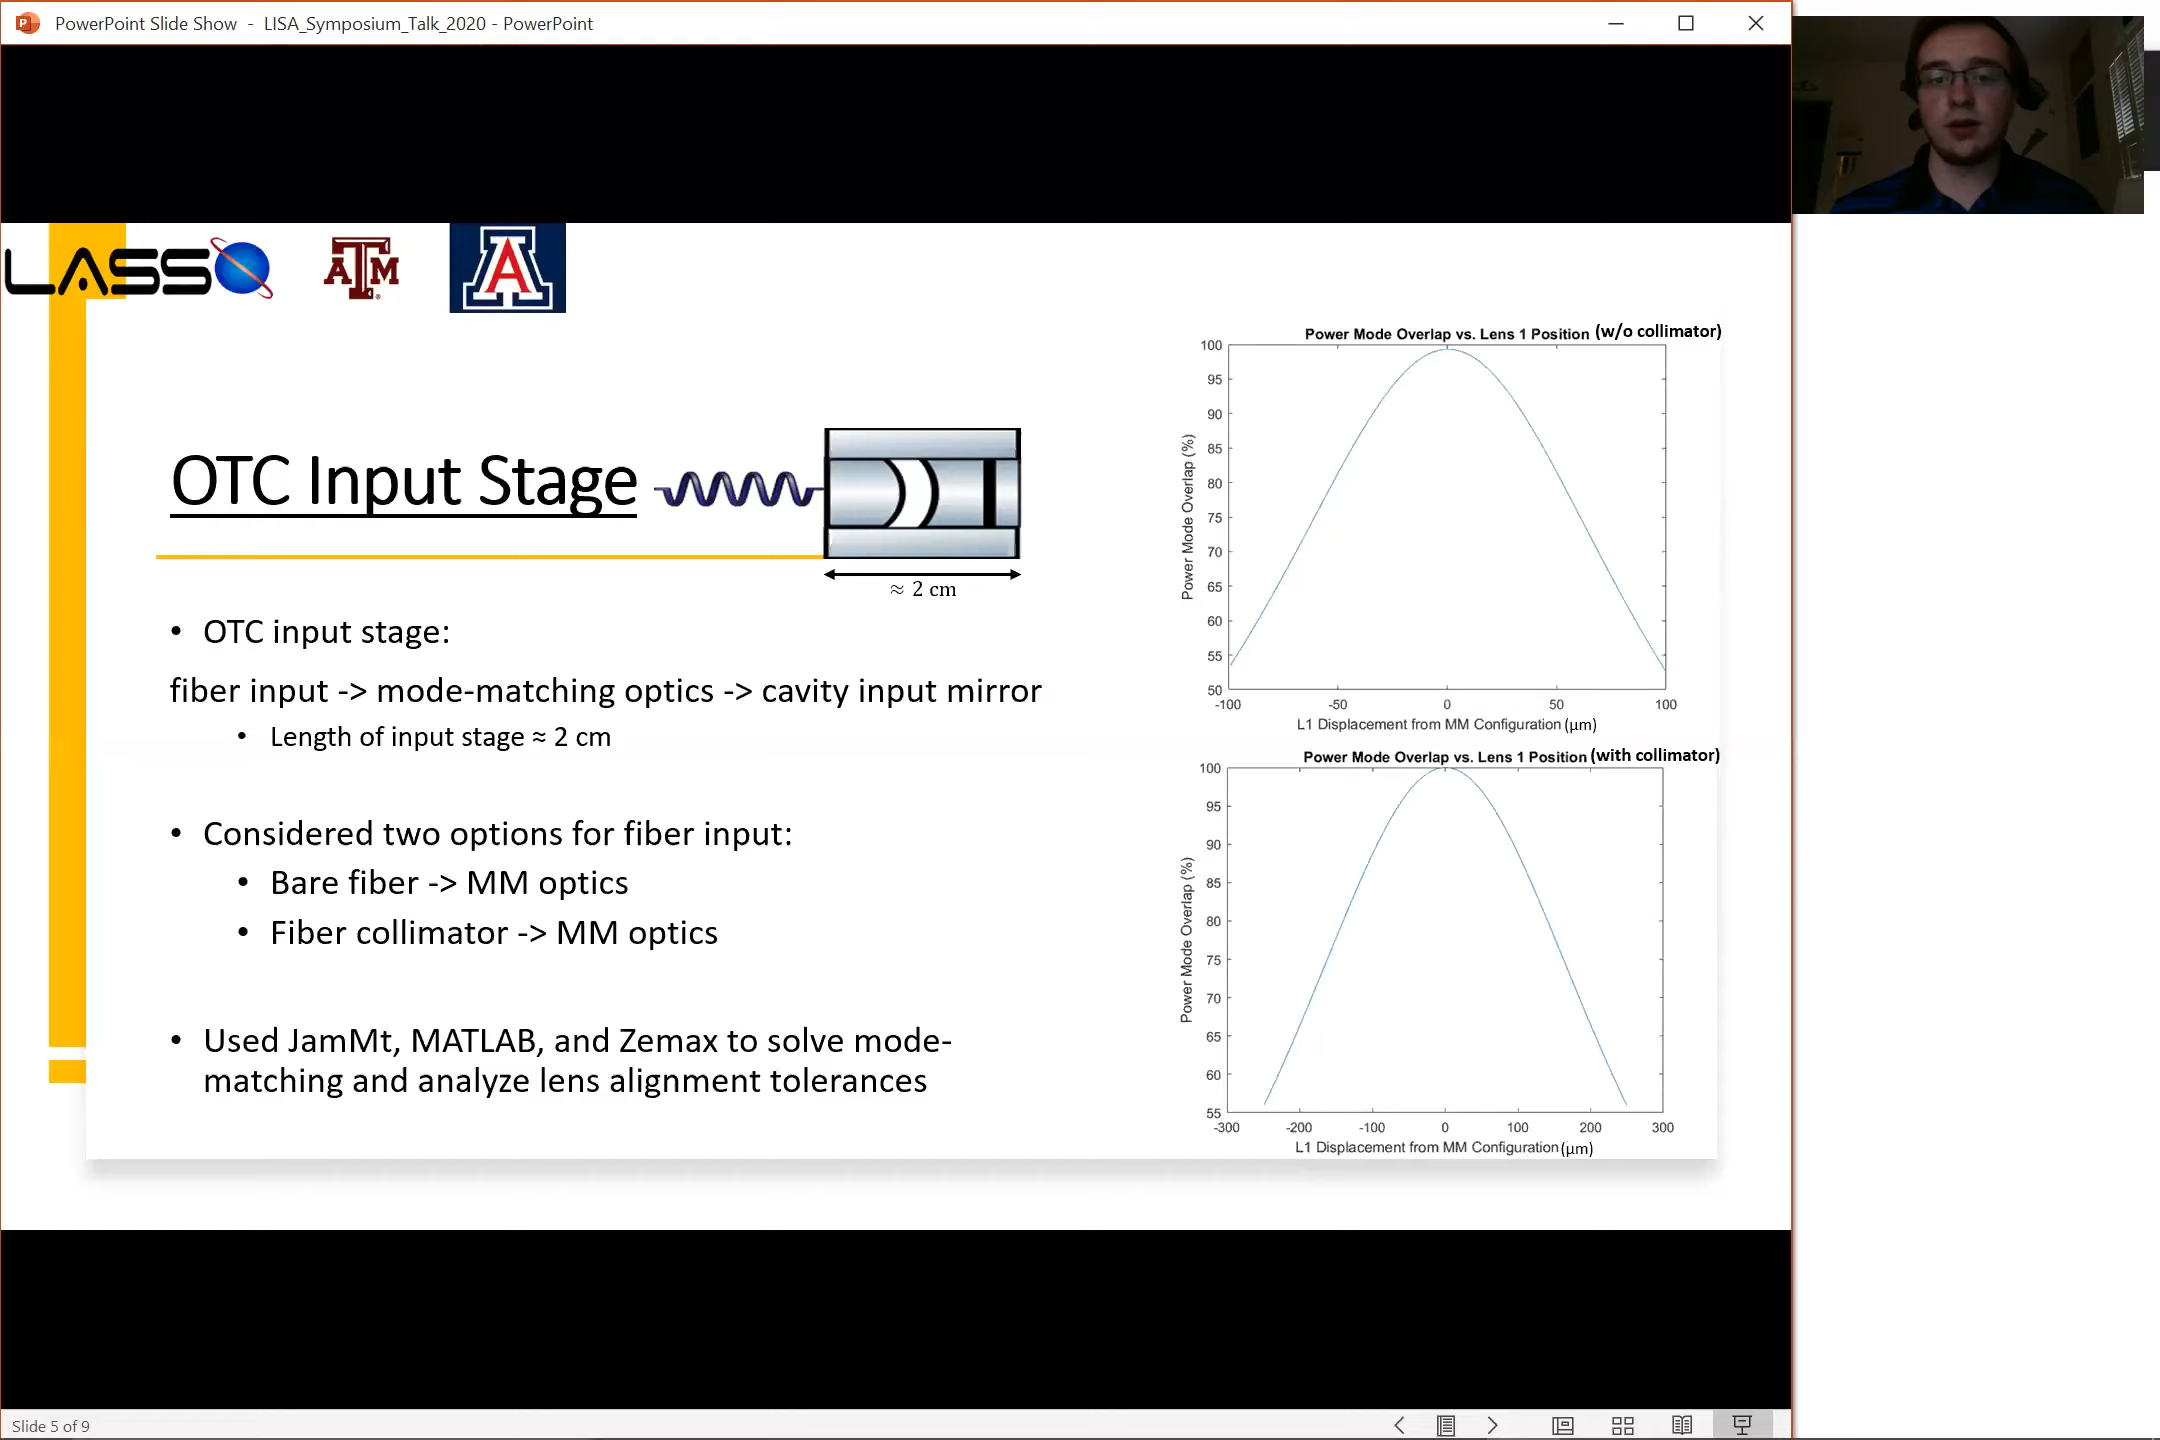 PowerPoint Slide Show - LISA_Symposium_Talk_2020 - PowerPoint
LASSO
ATM
A
OTC Input Stage
≈ 2 cm
• OTC input stage:
fiber input -> mode-matching optics -> cavity input mirror
• Length of input stage ≈ 2 cm
• Considered two options for fiber input:
• Bare fiber -> MM optics
• Fiber collimator -> MM optics
• Used JamMt, MATLAB, and Zemax to solve mode-
matching and analyze lens alignment tolerances
Power Mode Overlap vs. Lens 1 Position (w/o collimator)
Power Mode Overlap (%)
100
95
90
85
80
75
70
65
60
55
50
-100 -50 0 50 100
L1 Displacement from MM Configuration (μm)
Power Mode Overlap vs. Lens 1 Position (with collimator)
Power Mode Overlap (%)
100
95
90
85
80
75
70
65
60
55
-300 -200 -100 0 100 200 300
L1 Displacement from MM Configuration (μm)
Slide 5 of 9